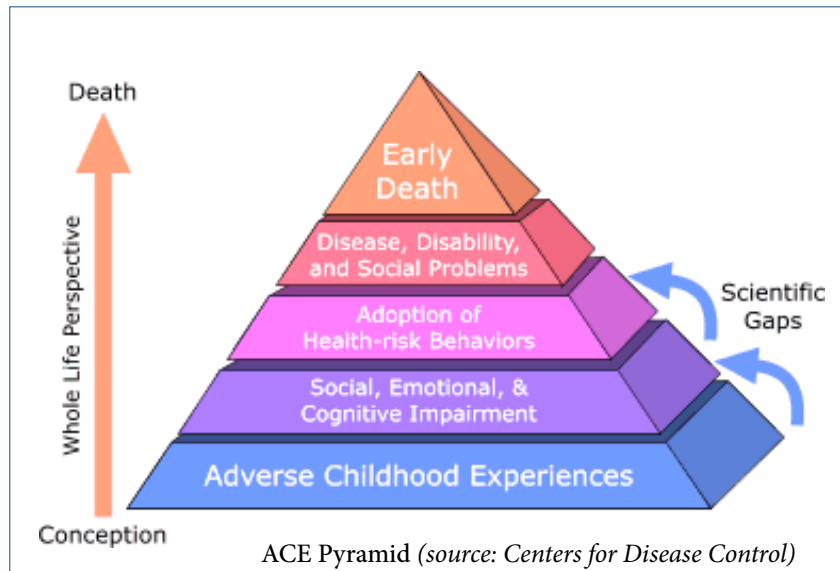 Death
Early
Death
Disease, Disability,
and Social Problems
Scientific
Gaps
Adoption of
Health-risk Behaviors
Whole Life Perspective
Social, Emotional, &
Cognitive Impairment
Adverse Childhood Experiences
Conception
ACE Pyramid (source: Centers for Disease Control)